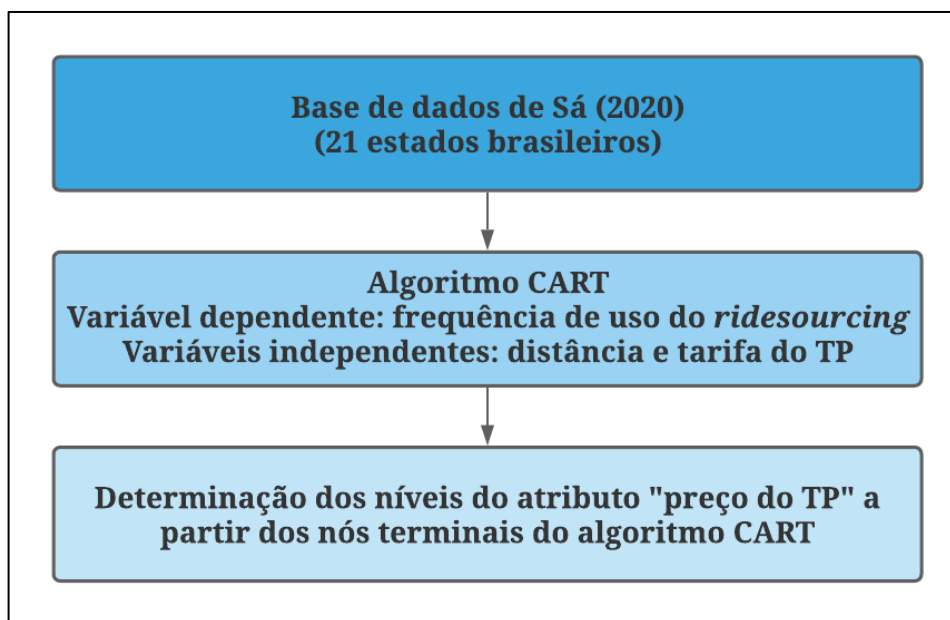 Base de dados de Sá (2020)
(21 estados brasileiros)
Algoritmo CART
Variável dependente: frequência de uso do ridesourcing
Variáveis independentes: distância e tarifa do TP
Determinação dos níveis do atributo "preço do TP" a
partir dos nós terminais do algoritmo CART